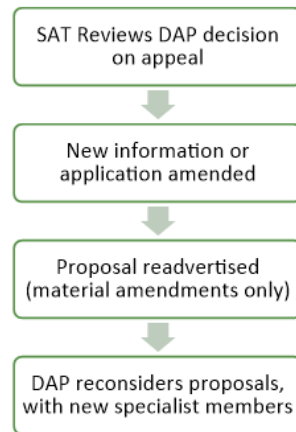 SAT Reviews DAP decision
on appeal
New information or
application amended
Proposal readvertised
(material amendments only)
DAP reconsiders proposals,
with new specialist members